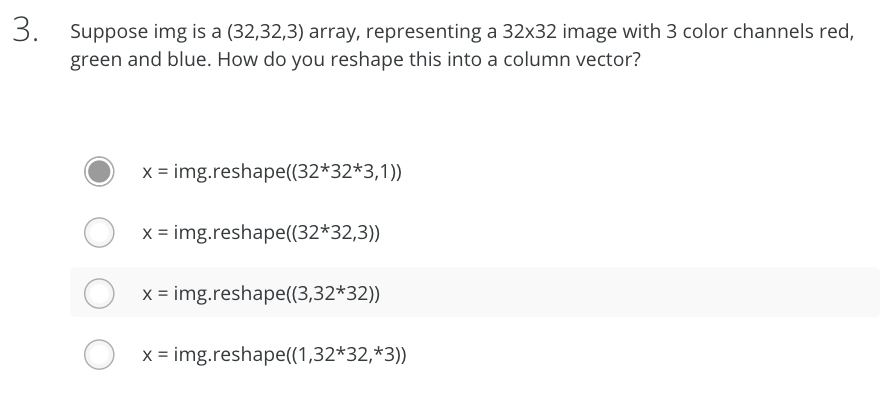 3.
Suppose img is a (32,32,3) array, representing a 32x32 image with 3 color channels red,
green and blue. How do you reshape this into a column vector?
x = img.reshape((32*32*3,1))
x = img.reshape((32*32,3))
x = img.reshape((3,32*32))
x = img.reshape((1,32*32,*3))